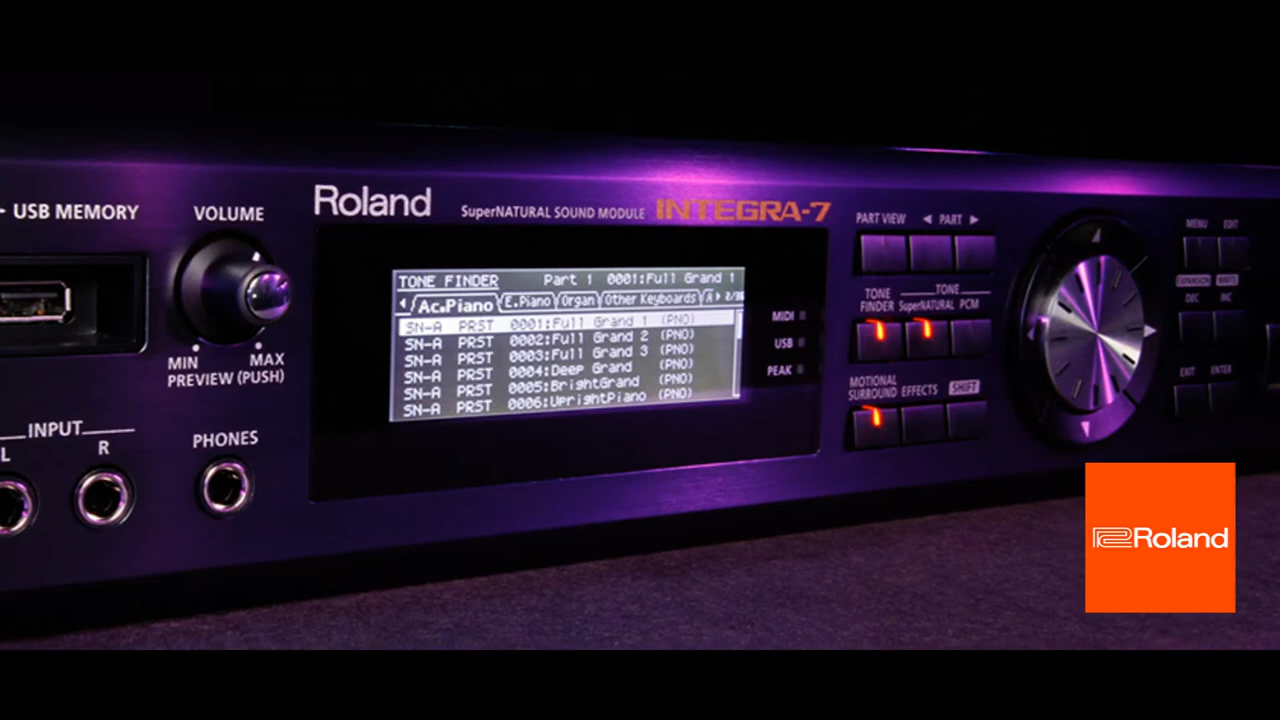 USB MEMORY
VOLUME
MIN MAX
PREVIEW (PUSH)
INPUT
L R
PHONES
Roland
SuperNATURAL SOUND MODULE INTEGRA-7
TONE FINDER Part 1 0001:Full Grand 1
Ac.Piano E.Piano Organ Other Keyboards
SN-A PRST 0001:Full Grand 1 (PNO)
SN-A PRST 0002:Full Grand 2 (PNO)
SN-A PRST 0003:Full Grand 3 (PNO)
SN-A PRST 0004:Deep Grand (PNO)
SN-A PRST 0005:BrightGrand (PNO)
SN-A PRST 0006:UprightPiano (PNO)
MIDI
USB
PEAK
PART VIEW ◀ PART ▶
TONE FINDER
TONE
SuperNATURAL PCM
MOTIONAL SURROUND EFFECTS SHIFT
MENU EDIT
EXPANSION WRITE
DEC INC
EXIT ENTER
Roland